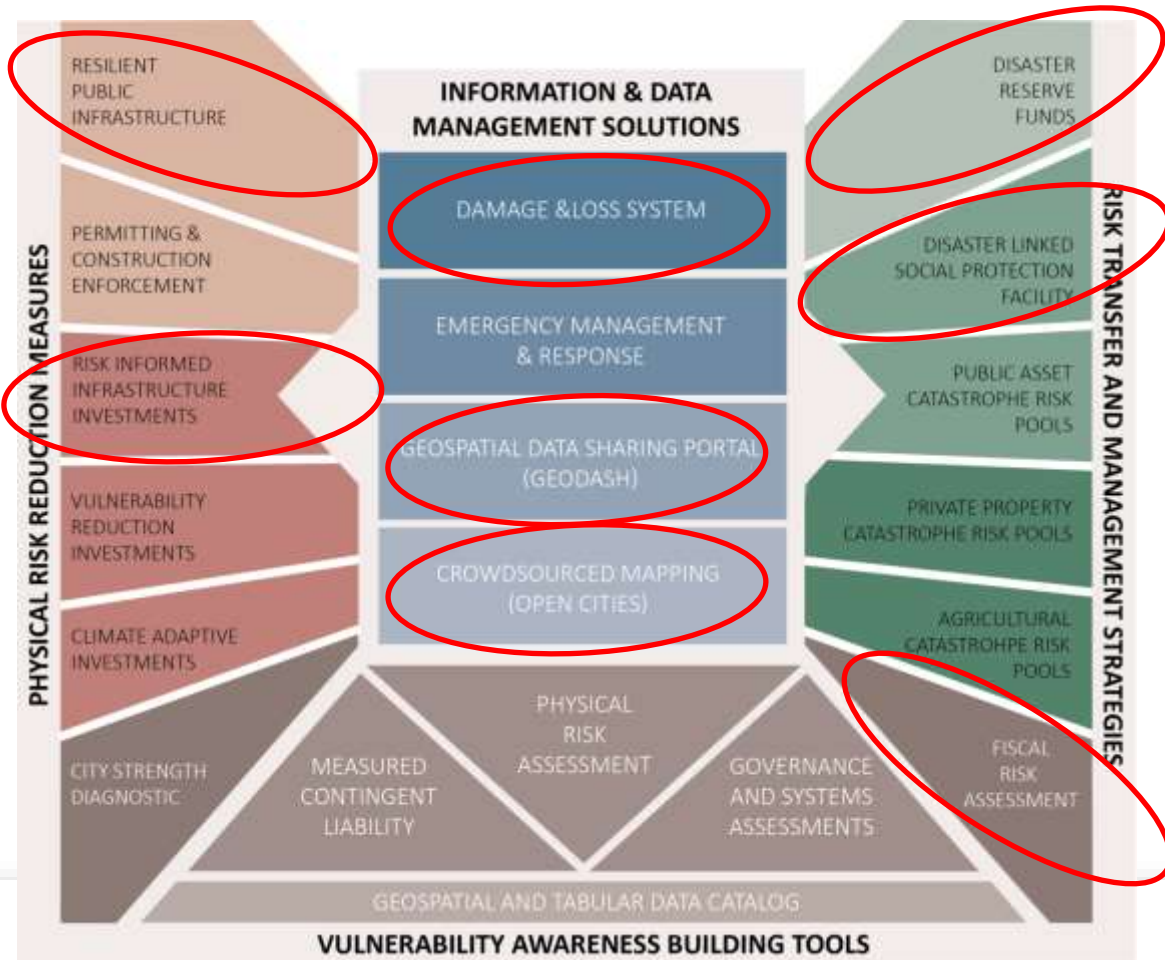 INFORMATION & DATA
MANAGEMENT SOLUTIONS
DAMAGE &LOSS SYSTEM
EMERGENCY MANAGEMENT
& RESPONSE
GEOSPATIAL DATA SHARING PORTAL
(GEODASH)
CROWDSOURCED MAPPING
(OPEN CITIES)
PHYSICAL RISK REDUCTION MEASURES
RESILIENT
PUBLIC
INFRASTRUCTURE
PERMITTING &
CONSTRUCTION
ENFORCEMENT
RISK INFORMED
INFRASTRUCTURE
INVESTMENTS
VULNERABILITY
REDUCTION
INVESTMENTS
CLIMATE ADAPTIVE
INVESTMENTS
RISK TRANSFER AND MANAGEMENT STRATEGIES
DISASTER
RESERVE
FUNDS
DISASTER LINKED
SOCIAL PROTECTION
FACILITY
PUBLIC ASSET
CATASTROPHE RISK
POOLS
PRIVATE PROPERTY
CATASTROPHE RISK POOLS
AGRICULTURAL
CATASTROHPE RISK
POOLS
CITY STRENGTH
DIAGNOSTIC
MEASURED
CONTINGENT
LIABILITY
PHYSICAL
RISK
ASSESSMENT
GOVERNANCE
AND SYSTEMS
ASSESSMENTS
FISCAL
RISK
ASSESSMENT
GEOSPATIAL AND TABULAR DATA CATALOG
VULNERABILITY AWARENESS BUILDING TOOLS